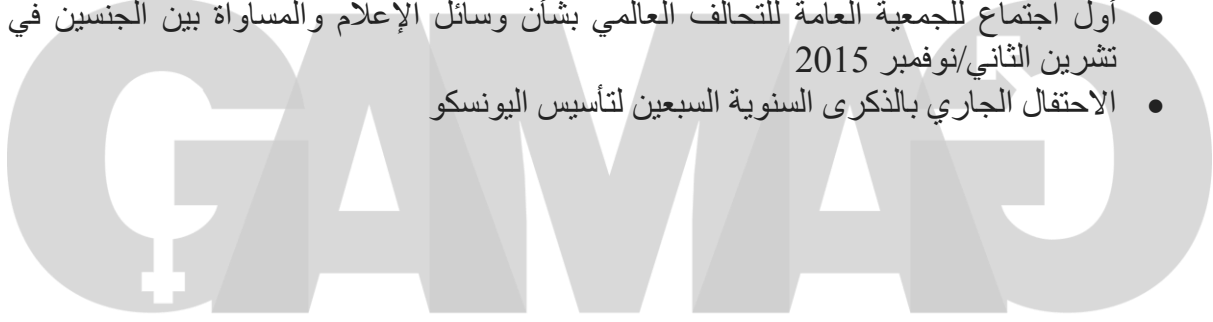 • أول اجتماع للجمعية العامة للتحالف العالمي بشأن وسائل الإعلام والمساواة بين الجنسين في
تشرين الثاني/نوفمبر 2015
• الاحتفال الجاري بالذكرى السنوية السبعين لتأسيس اليونسكو
GAMAG